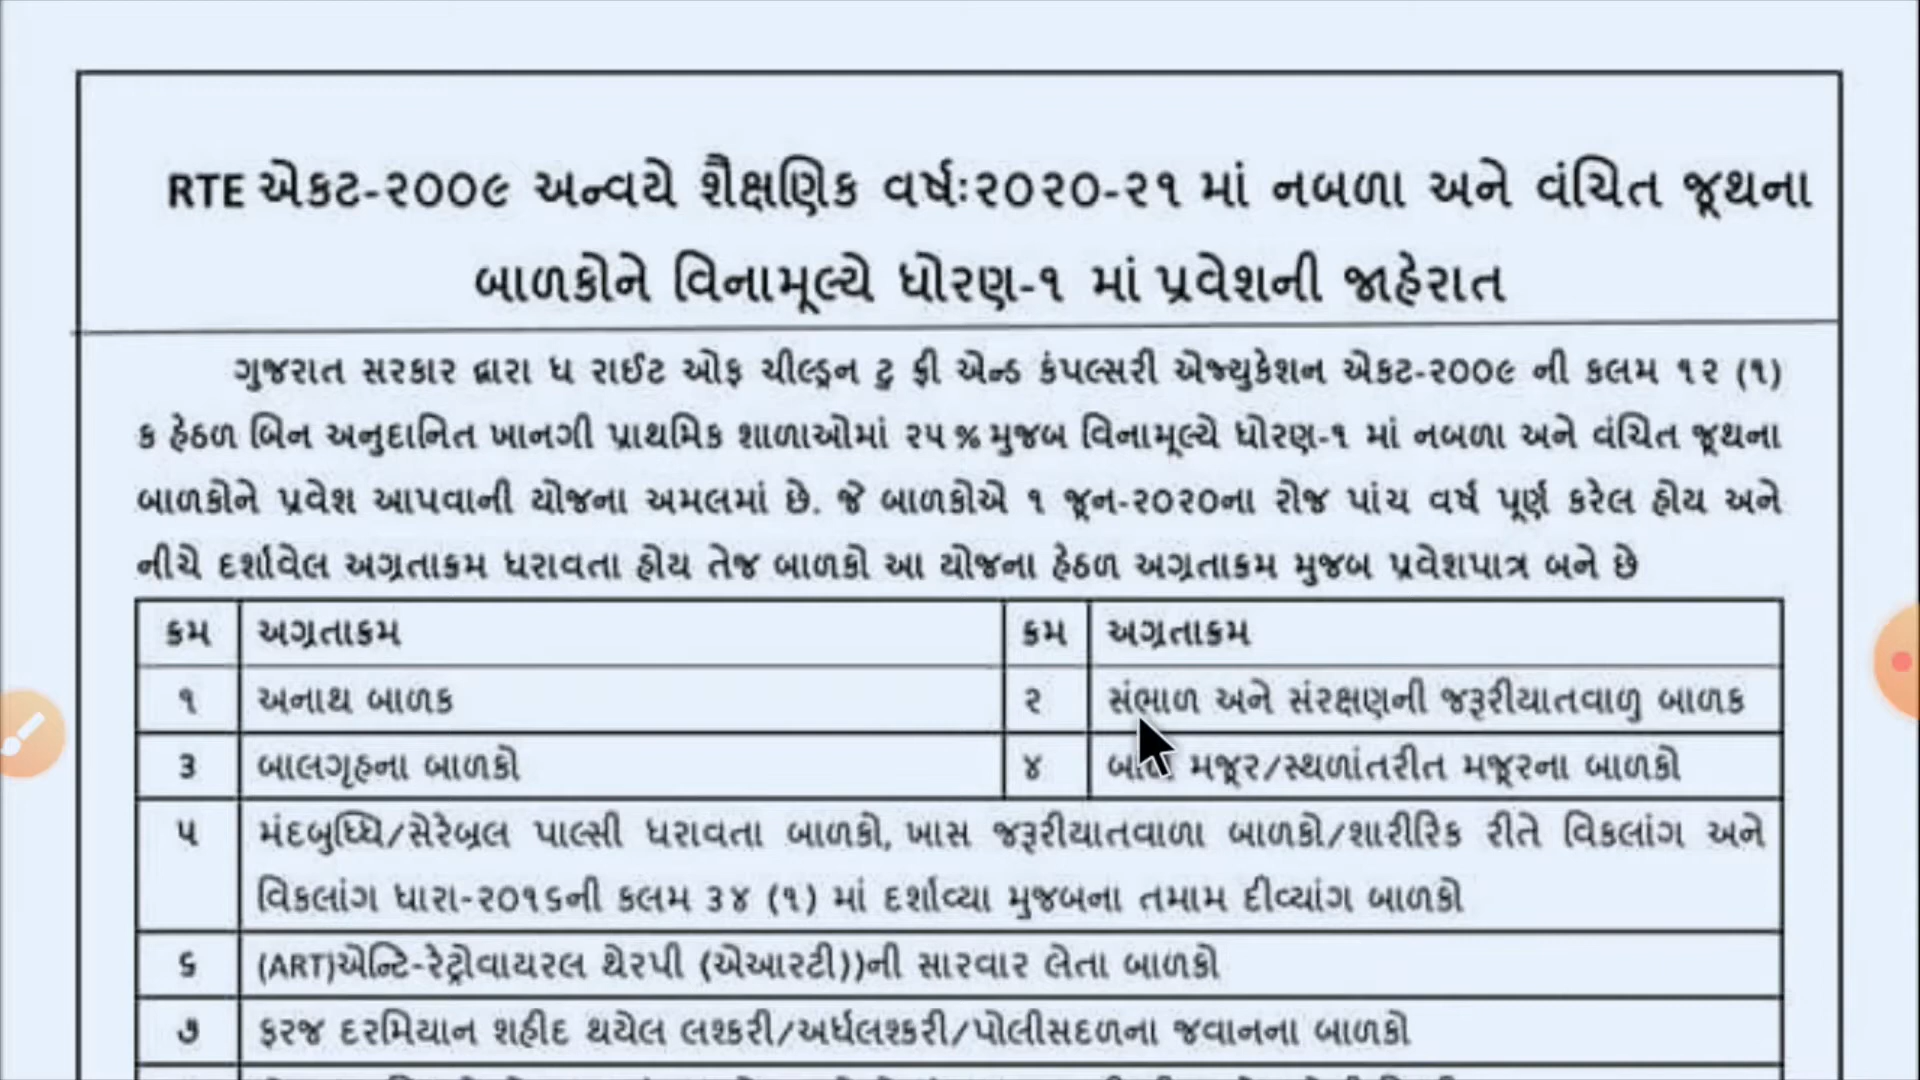 RTE એકટ-૨૦૦૯ અન્વયે શૈક્ષણિક વર્ષઃ૨૦૨૦-૨૧ માં નબળા અને વંચિત જૂથના
બાળકોને વિનામૂલ્યે ધોરણ-૧ માં પ્રવેશની જાહેરાત
ગુજરાત સરકાર દ્વારા ધ રાઈટ ઓફ ચીલ્ડ્રન ટુ ફ્રી એન્ડ કંપલ્સરી એજ્યુકેશન એકટ-૨૦૦૯ ની કલમ ૧૨ (૧)
ક હેઠળ બિન અનુદાનિત ખાનગી પ્રાથમિક શાળાઓમાં ૨૫ % મુજબ વિનામૂલ્યે ધોરણ-૧ માં નબળા અને વંચિત જૂથના
બાળકોને પ્રવેશ આપવાની યોજના અમલમાં છે. જે બાળકોએ ૧ જૂન-૨૦૨૦ના રોજ પાંચ વર્ષ પૂર્ણ કરેલ હોય અને
નીચે દર્શાવેલ અગ્રતાક્રમ ધરાવતા હોય તેજ બાળકો આ યોજના હેઠળ અગ્રતાક્રમ મુજબ પ્રવેશપાત્ર બને છે
ક્રમ અગ્રતાક્રમ ક્રમ અગ્રતાક્રમ
૧ અનાથ બાળક ૨ સંભાળ અને સંરક્ષણની જરૂરીયાતવાળુ બાળક
૩ બાલગૃહના બાળકો ૪ બાળ મજૂર/સ્થળાંતરીત મજૂરના બાળકો
૫ મંદબુધ્ધિ/સેરેબ્રલ પાલ્સી ધરાવતા બાળકો, ખાસ જરૂરીયાતવાળા બાળકો/શારીરિક રીતે વિકલાંગ અને
વિકલાંગ ધારા-૨૦૧૬ની કલમ ૩૪ (૧) માં દર્શાવ્યા મુજબના તમામ દીવ્યાંગ બાળકો
૬ (ART)એન્ટિ-રેટ્રોવાયરલ થેરપી (એઆરટી))ની સારવાર લેતા બાળકો
૭ ફરજ દરમિયાન શહીદ થયેલ લશ્કરી/અર્ધલશ્કરી/પોલીસદળના જવાનના બાળકો